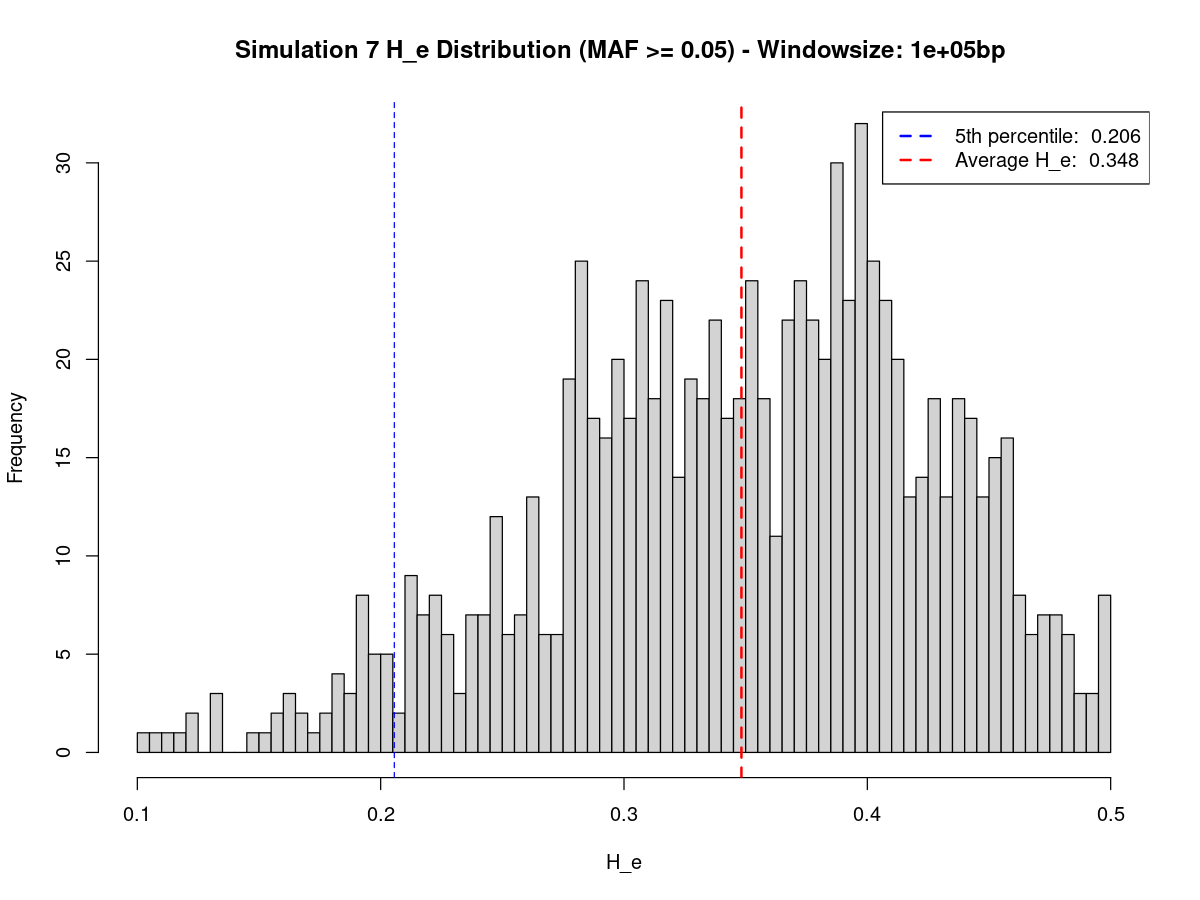 Simulation 7 H_e Distribution (MAF >= 0.05) - Windowsize: 1e+05bp
5th percentile: 0.206
Average H_e: 0.348
Frequency
30
25
20
15
10
5
0
0.1 0.2 0.3 0.4 0.5
H_e